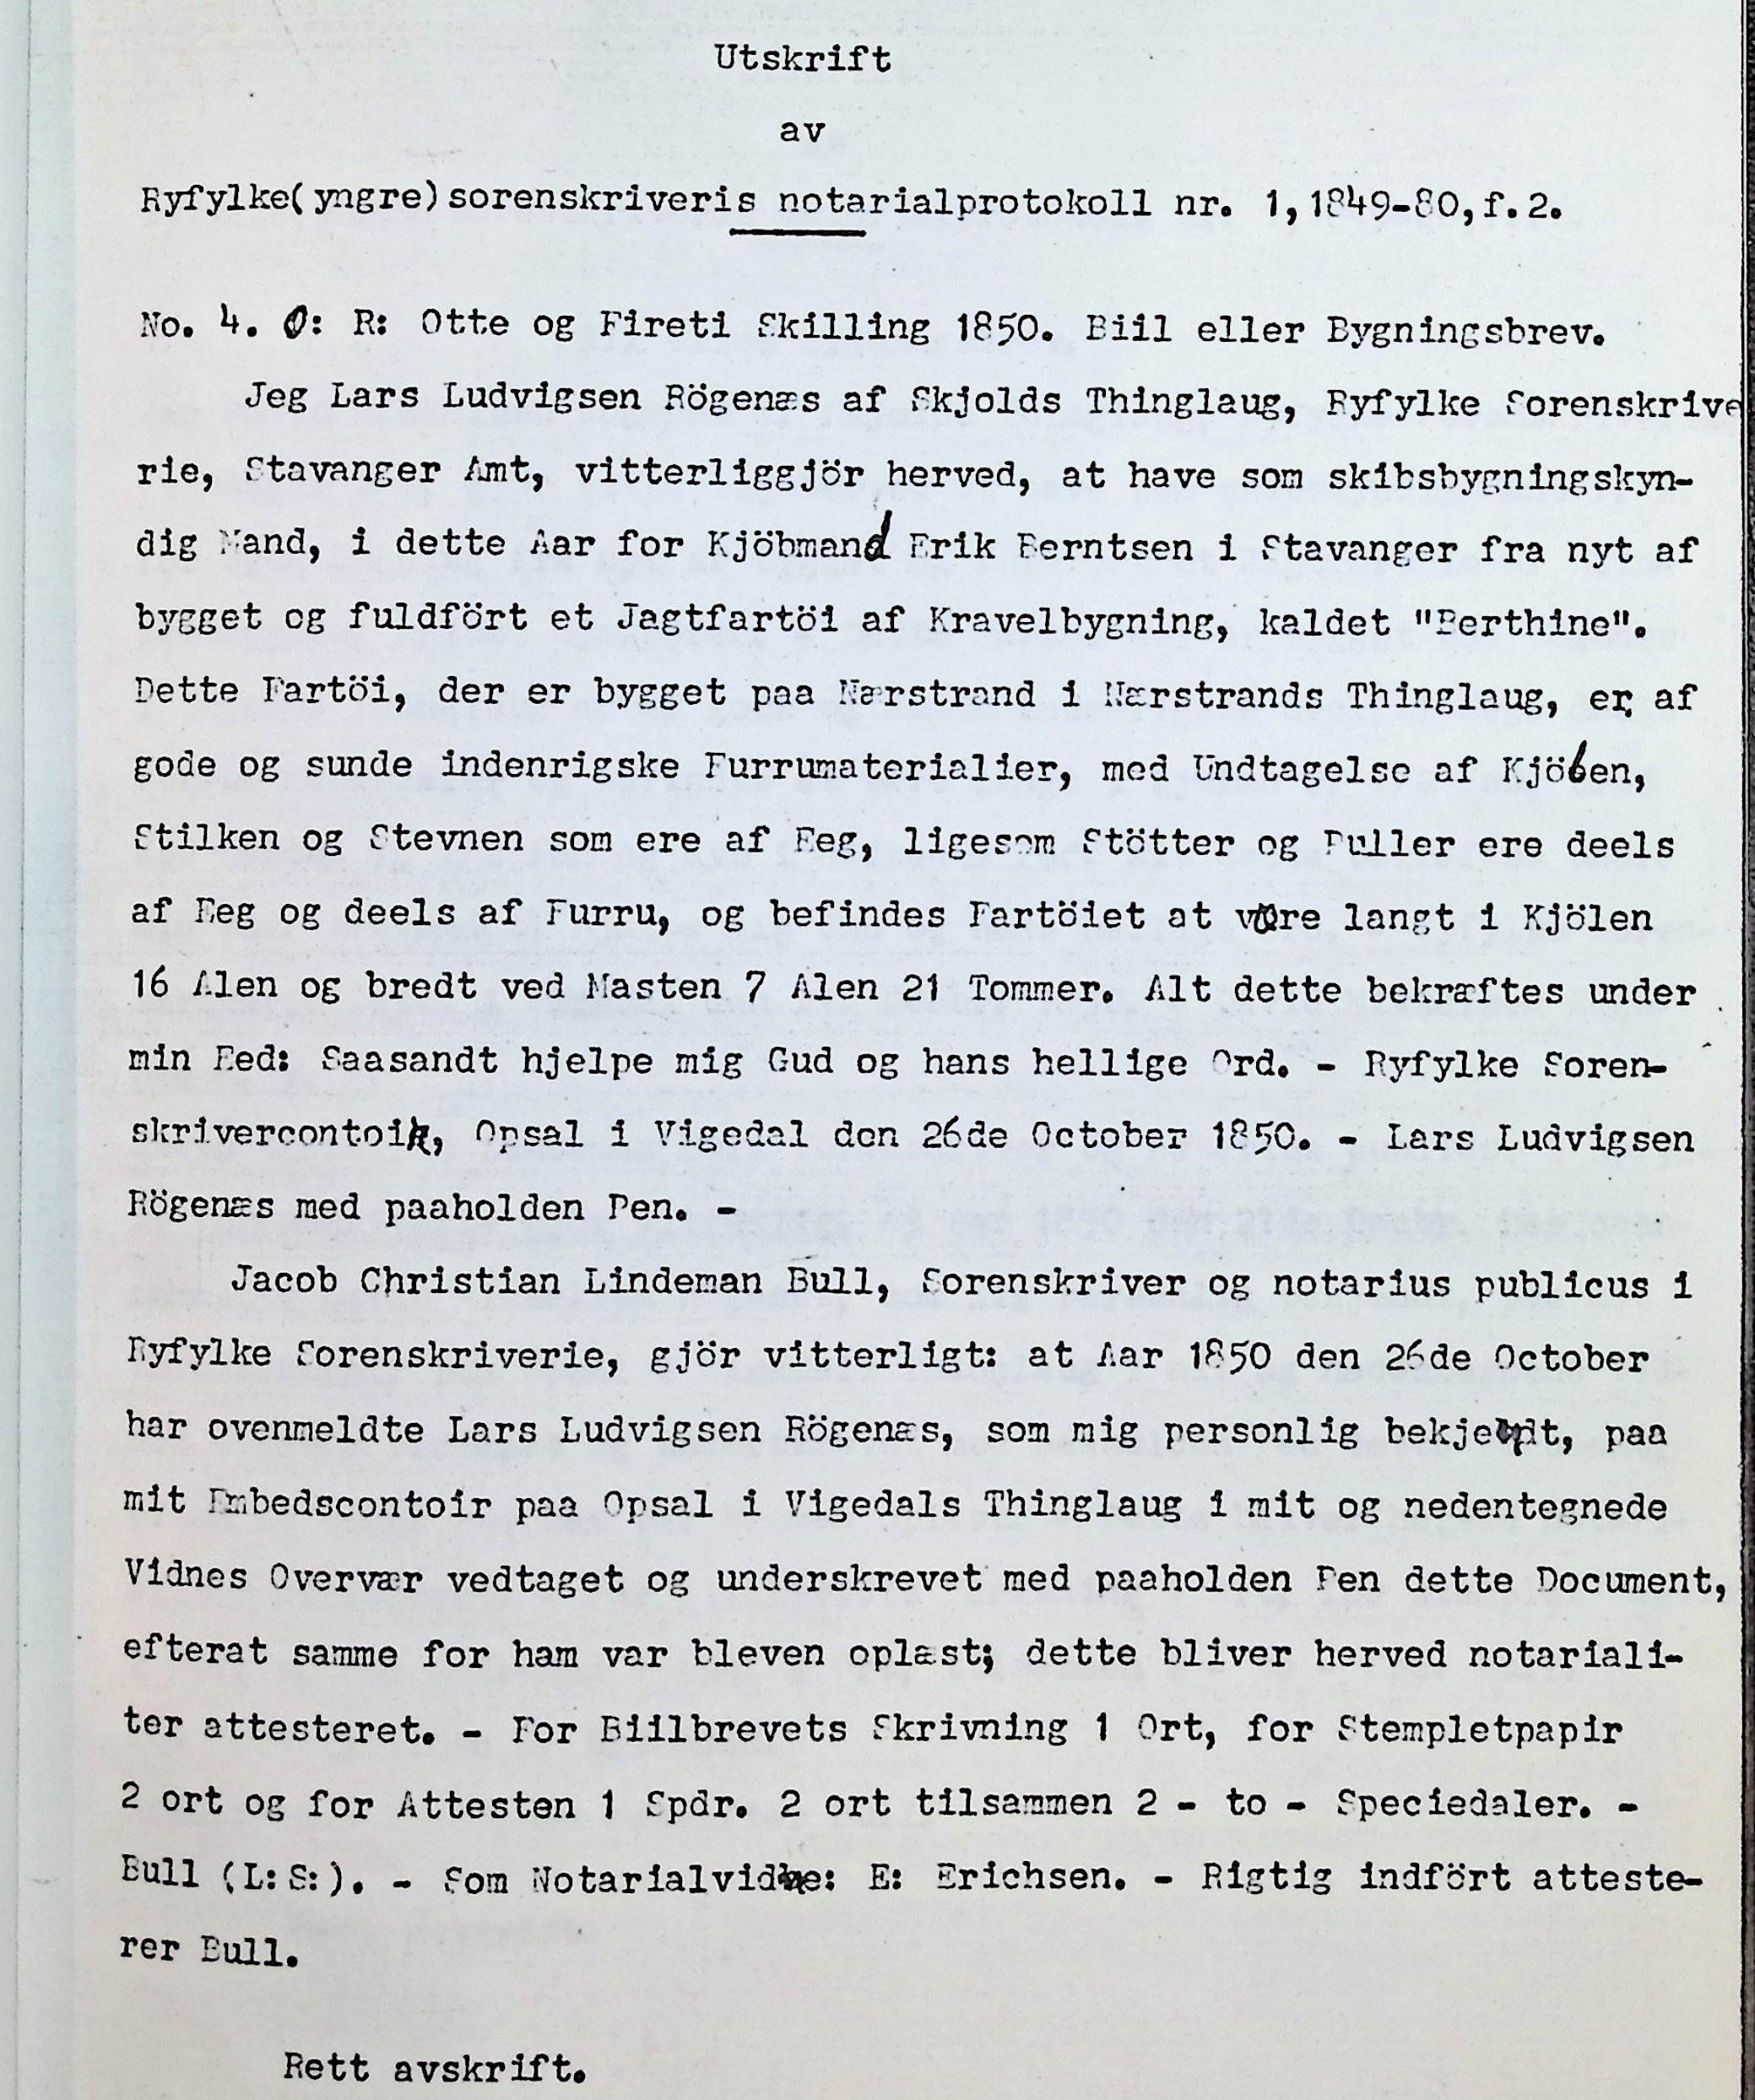 Utskrift
av
Ryfylke(yngre)sorenskriveris notarialprotokoll nr. 1,1849-80,f.2.
No. 4. O: R: Otte og Fireti Skilling 1850. Biil eller Bygningsbrev.
Jeg Lars Ludvigsen Rögenæs af Skjolds Thinglaug, Ryfylke Sorenskrive
rie, Stavanger Amt, vitterliggjör herved, at have som skibsbygningskyn-
dig Mand, i dette Aar for Kjöbmand Erik Berntsen i Stavanger fra nyt af
bygget og fuldfört et Jagtfartöi af Kravelbygning, kaldet "Berthine".
Dette Fartöi, der er bygget paa Nærstrand i Nærstrands Thinglaug, er af
gode og sunde indenrigske Furrumaterialier, med Undtagelse af Kjölen,
Stilken og Stevnen som ere af Eeg, ligesom Stötter og Puller ere deels
af Eeg og deels af Furru, og befindes Fartöiet at være langt i Kjölen
16 Alen og bredt ved Masten 7 Alen 21 Tommer. Alt dette bekræftes under
min Eed: Saasandt hjelpe mig Gud og hans hellige Ord. - Ryfylke Soren-
skrivercontoir, Opsal i Vigedal den 26de October 1850. - Lars Ludvigsen
Rögenæs med paaholden Pen. -
Jacob Christian Lindeman Bull, Sorenskriver og notarius publicus i
Ryfylke Sorenskriverie, gjör vitterligt: at Aar 1850 den 26de October
har ovenmeldte Lars Ludvigsen Rögenæs, som mig personlig bekjendt, paa
mit Embedscontoir paa Opsal i Vigedals Thinglaug i mit og nedentegnede
Vidnes Overvær vedtaget og underskrevet med paaholden Pen dette Document,
efterat samme for ham var bleven oplæst; dette bliver herved notariali-
ter attesteret. - For Biilbrevets Skrivning 1 Ort, for Stempletpapir
2 ort og for Attesten 1 Spdr. 2 ort tilsammen 2 - to - Speciedaler. -
Bull (L:S:). - Som Notarialvidne: E: Erichsen. - Rigtig indfört atteste-
rer Bull.
Rett avskrift.